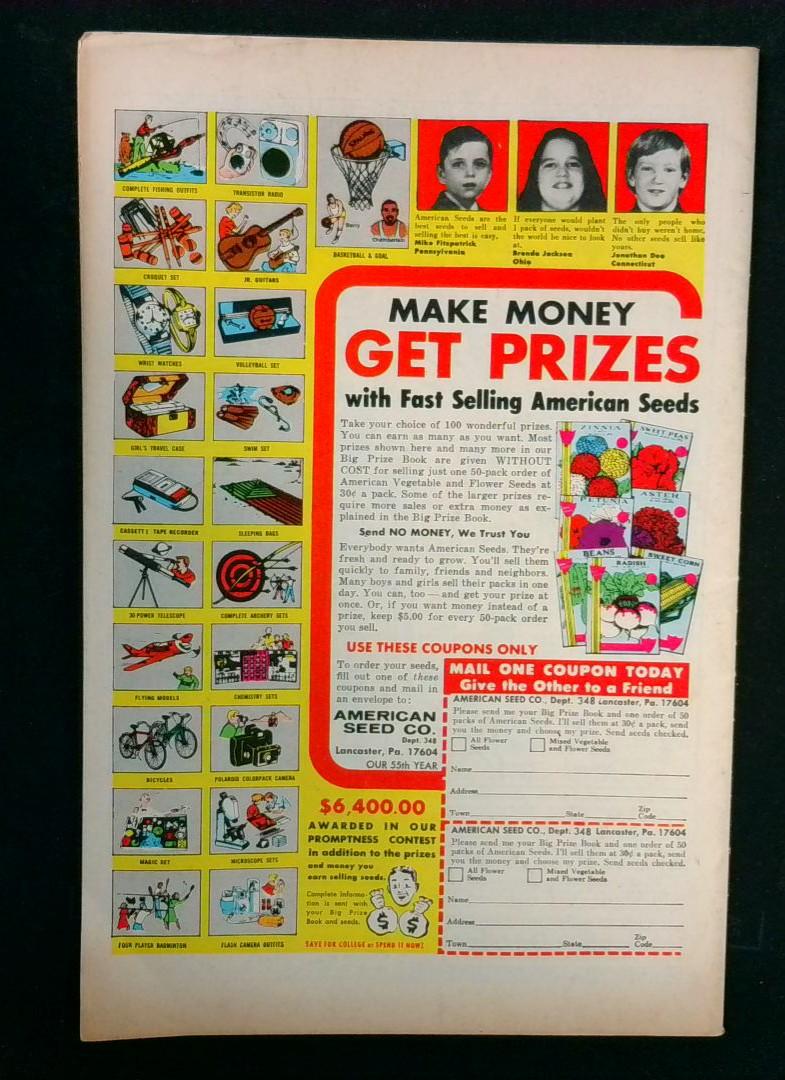 COMPLETE FISHING OUTFITS
TRANSISTOR RADIO
SPALDING
Barry
Chamberlain
BASKETBALL & GOAL
CROQUET SET
JR. GUITARS
WRIST WATCHES
VOLLEYBALL SET
GIRL'S TRAVEL CASE
SWIM SET
CASSETTE TAPE RECORDER
SLEEPING BAGS
30 POWER TELESCOPE
COMPLETE ARCHERY SETS
FLYING MODELS
CHEMISTRY SETS
BICYCLES
POLAROID COLORPACK CAMERA
MAGIC SET
MICROSCOPE SETS
FOUR PLAYER BADMINTON
FLASH CAMERA OUTFITS
American Seeds are the
best seeds to sell and
selling the best is easy.
Mike Fitzpatrick
Pennsylvania
If everyone would plant
1 pack of seeds, wouldn't
the world be nice to look
at.
Brenda Jackson
Ohio
The only people who
didn't buy weren't home.
No other seeds sell like
yours.
Jonathan Doo
Connecticut
MAKE MONEY
GET PRIZES
with Fast Selling American Seeds
Take your choice of 100 wonderful prizes.
You can earn as many as you want. Most
prizes shown here and many more in our
Big Prize Book are given WITHOUT
COST for selling just one 50-pack order of
American Vegetable and Flower Seeds at
30¢ a pack. Some of the larger prizes re-
quire more sales or extra money as ex-
plained in the Big Prize Book.
Send NO MONEY, We Trust You
Everybody wants American Seeds. They're
fresh and ready to grow. You'll sell them
quickly to family, friends and neighbors.
Many boys and girls sell their packs in one
day. You can, too — and get your prize at
once. Or, if you want money instead of a
prize, keep $5.00 for every 50-pack order
you sell.
ZINNIA
SWEET PEAS
PETUNIA
ASTER
BEANS
RADISH
SWEET CORN
USE THESE COUPONS ONLY
To order your seeds,
fill out one of these
coupons and mail in
an envelope to:
AMERICAN
SEED CO.
Dept. 348
Lancaster, Pa. 17604
OUR 55th YEAR
MAIL ONE COUPON TODAY
Give the Other to a Friend
AMERICAN SEED CO., Dept. 348 Lancaster, Pa. 17604
Please send me your Big Prize Book and one order of 50
packs of American Seeds. I'll sell them at 30¢ a pack, send
you the money and choose my prize. Send seeds checked.
All Flower
Seeds
Mixed Vegetable
and Flower Seeds
Name
Address
Town State Zip
Code
AMERICAN SEED CO., Dept. 348 Lancaster, Pa. 17604
Please send me your Big Prize Book and one order of 50
packs of American Seeds. I'll sell them at 30¢ a pack, send
you the money and choose my prize. Send seeds checked.
All Flower
Seeds
Mixed Vegetable
and Flower Seeds
Name
Address
Town State Zip
Code
$6,400.00
AWARDED IN OUR
PROMPTNESS CONTEST
in addition to the prizes
and money you
earn selling seeds.
Complete Informa-
tion is sent with
your Big Prize
Book and seeds.
$ $
SAVE FOR COLLEGE or SPEND IT NOW!